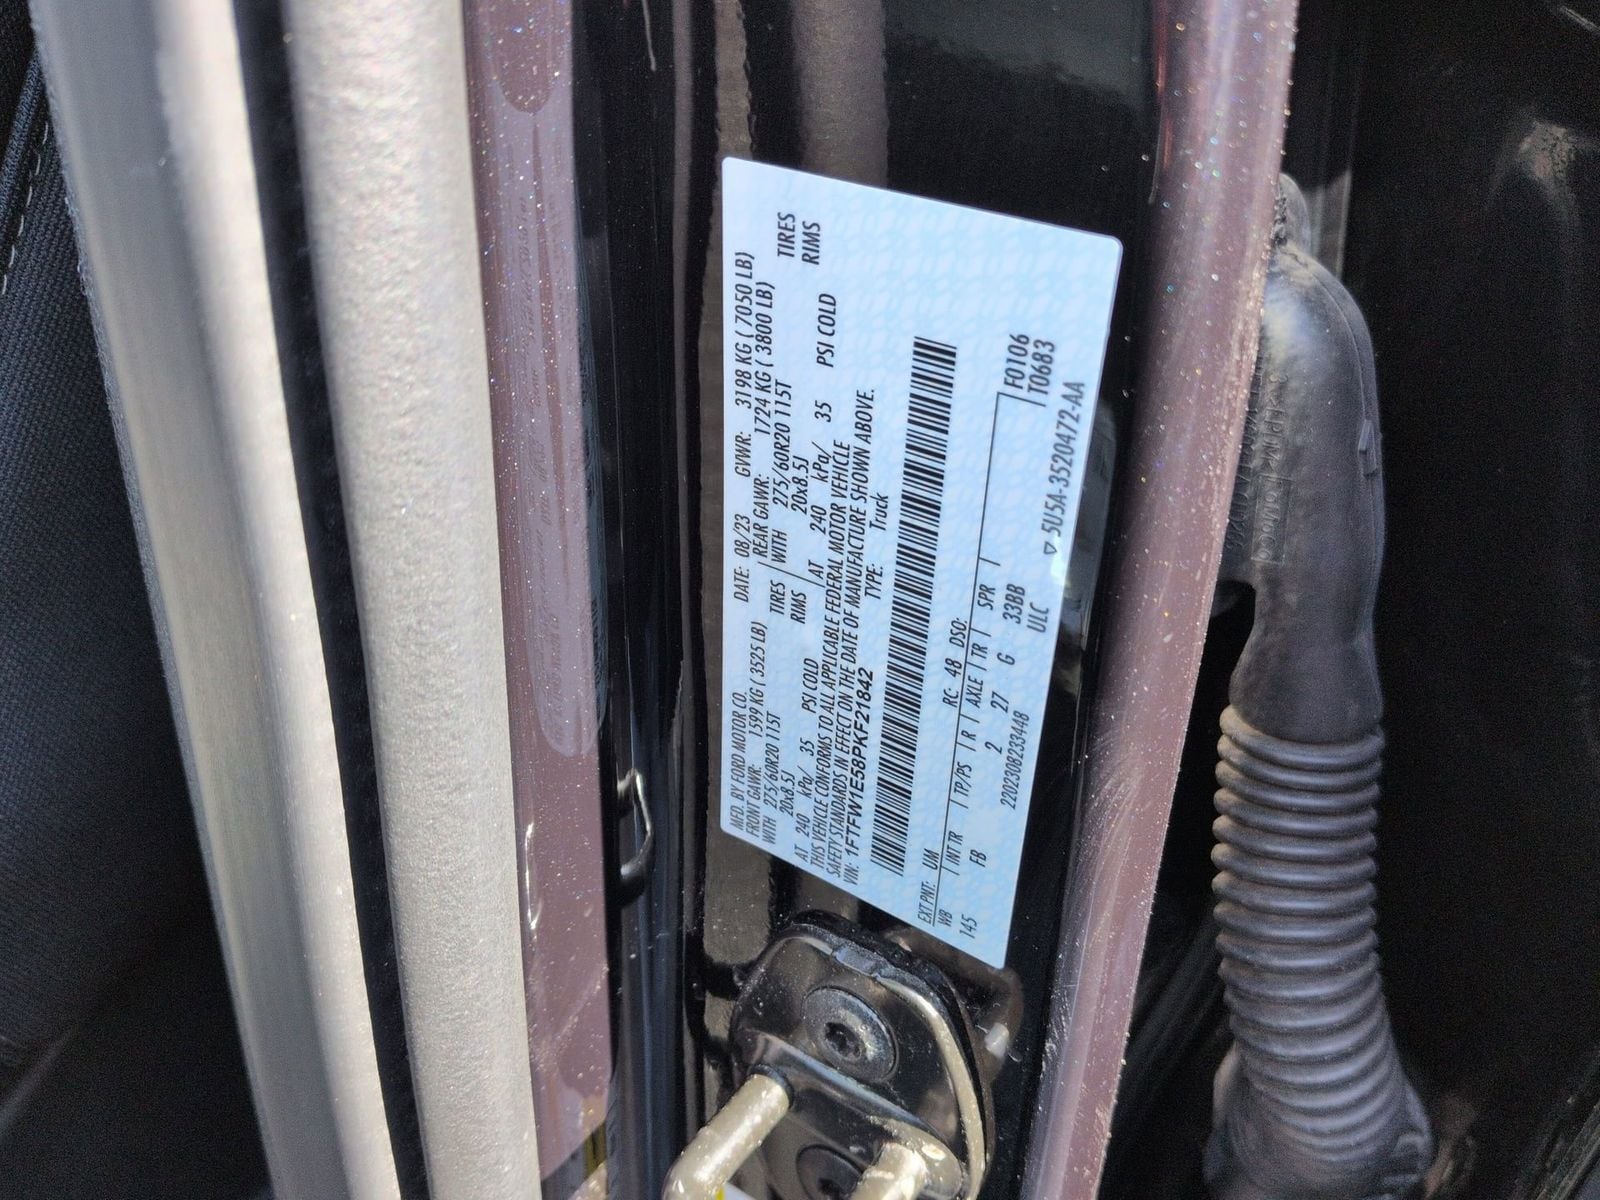 MFD. BY FORD MOTOR CO. DATE: 08/23 GVWR: 3198 KG ( 7050 LB)
FRONT GAWR: 1599 KG ( 3525 LB) REAR GAWR: 1724 KG ( 3800 LB)
WITH 275/60R20 115T TIRES WITH 275/60R20 115T TIRES
20x8.5J RIMS 20x8.5J RIMS
AT 240 kPa/ 35 PSI COLD AT 240 kPa/ 35 PSI COLD
THIS VEHICLE CONFORMS TO ALL APPLICABLE FEDERAL MOTOR VEHICLE
SAFETY STANDARDS IN EFFECT ON THE DATE OF MANUFACTURE SHOWN ABOVE.
VIN: 1FTFW1E58PKF21842 TYPE: Truck
EXT PNT: UM RC: 48 DSO: F0106
WB INT TR TP/PS R AXLE TR SPR T0683
145 FB 2 27 G 33BB
2202308233448 ULC
▽ 5U5A-3520472-AA